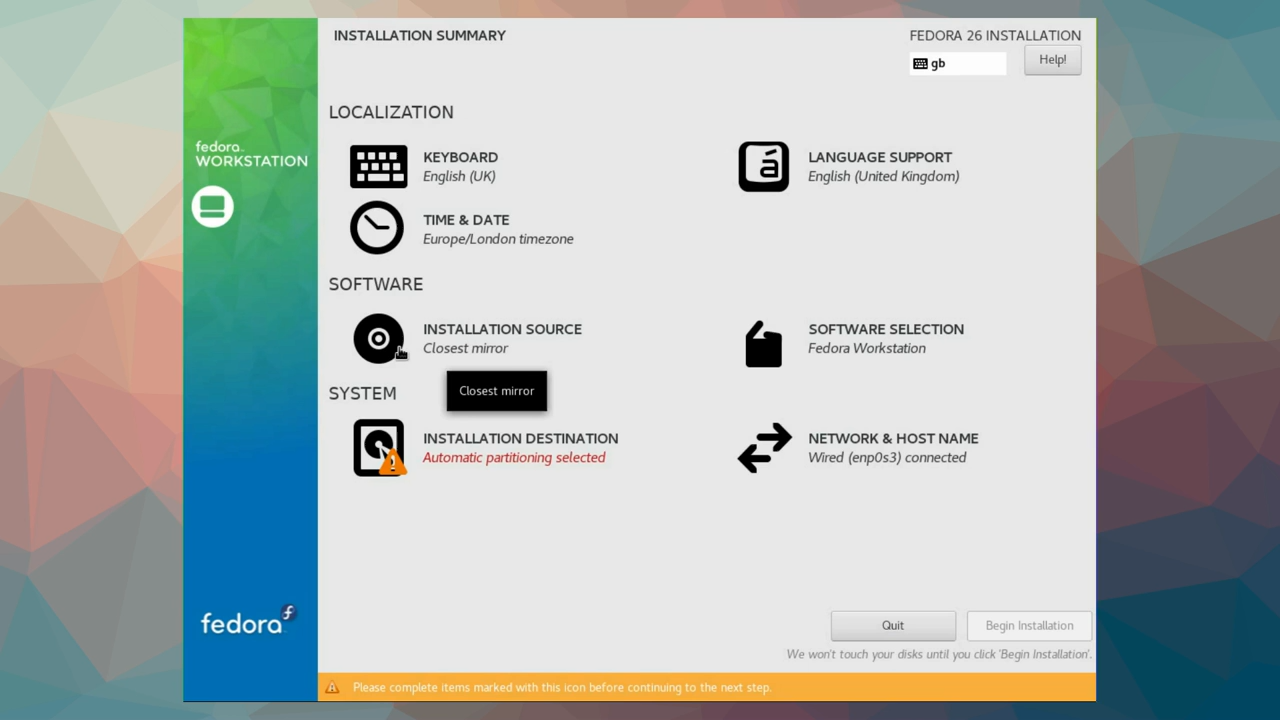 INSTALLATION SUMMARY
FEDORA 26 INSTALLATION
gb
Help!
fedora
WORKSTATION
LOCALIZATION
KEYBOARD
English (UK)
LANGUAGE SUPPORT
English (United Kingdom)
TIME & DATE
Europe/London timezone
SOFTWARE
INSTALLATION SOURCE
Closest mirror
SOFTWARE SELECTION
Fedora Workstation
SYSTEM
Closest mirror
INSTALLATION DESTINATION
Automatic partitioning selected
NETWORK & HOST NAME
Wired (enp0s3) connected
fedora
Quit
Begin Installation
We won't touch your disks until you click 'Begin Installation'.
Please complete items marked with this icon before continuing to the next step.